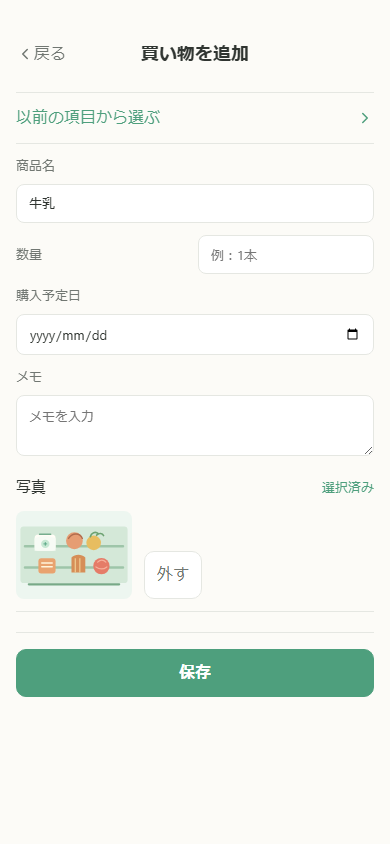 戻る
買い物を追加
以前の項目から選ぶ
商品名
牛乳
数量
例：1本
購入予定日
yyyy/mm/dd
メモ
メモを入力
写真
選択済み
外す
保存